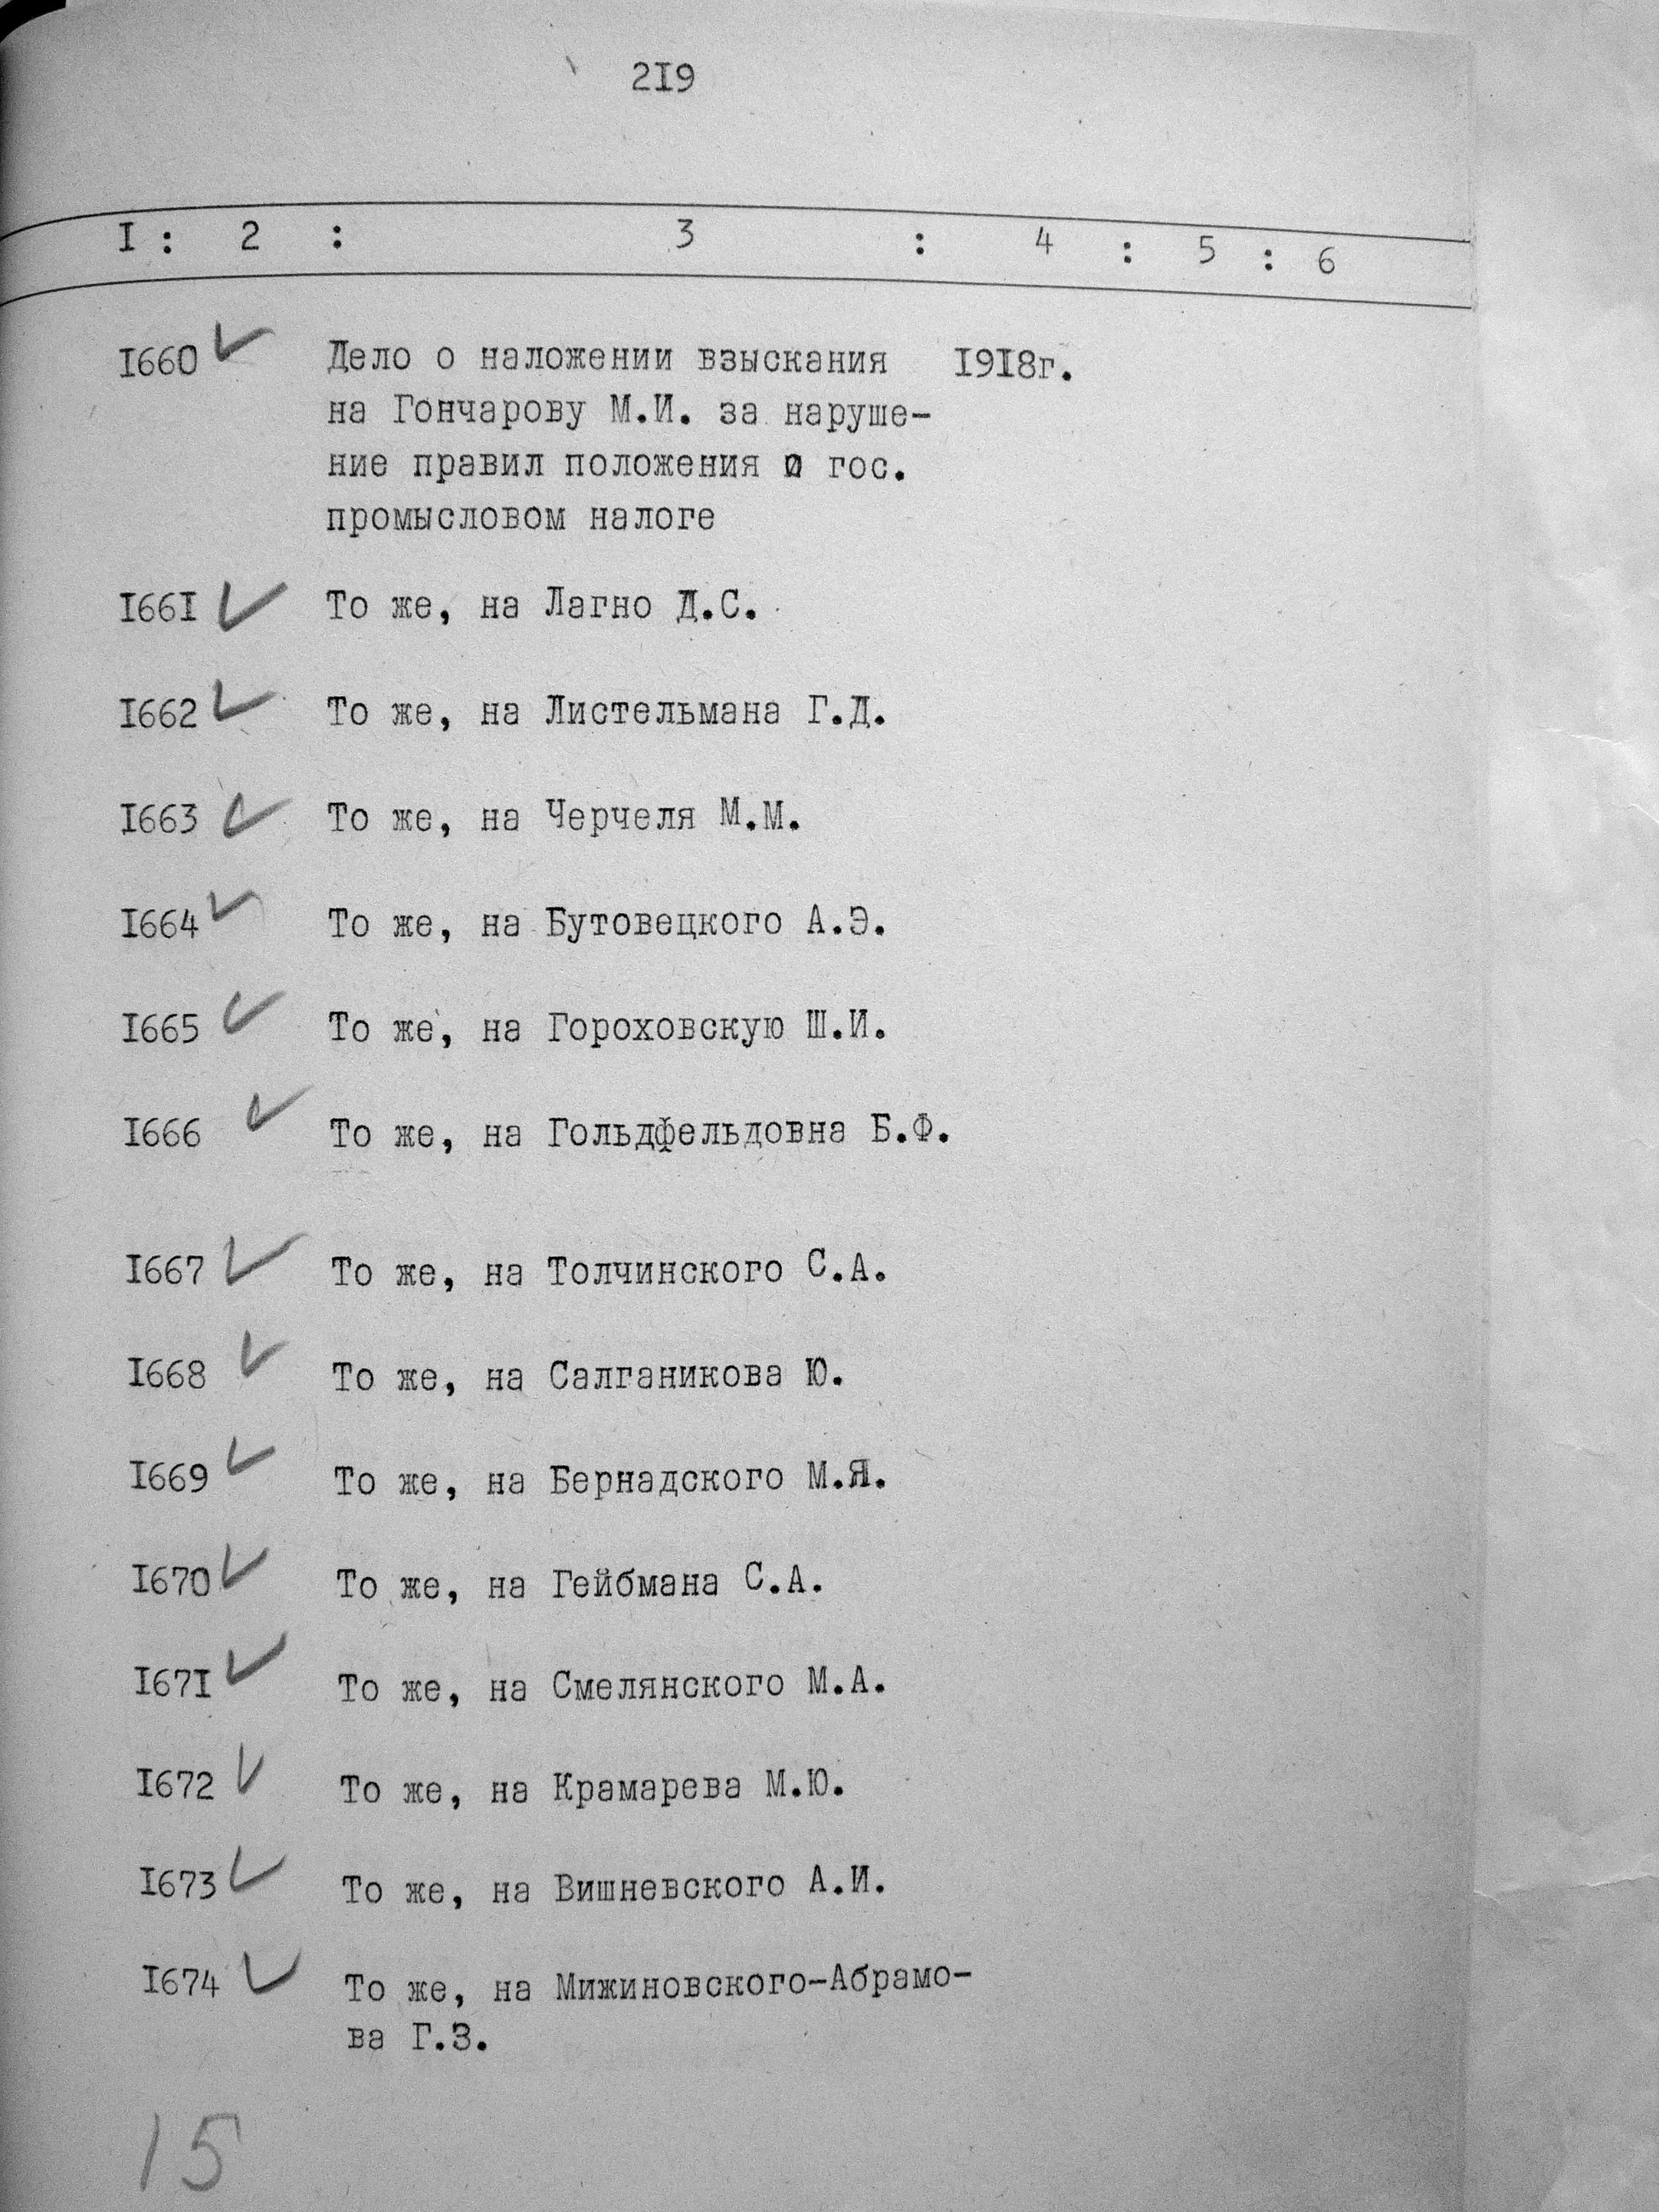 2I9
I : 2 : 3 : 4 : 5 : 6
I660 Дело о наложении взыскания I9I8г.
на Гончарову М.И. за наруше-
ние правил положения о гос.
промысловом налоге
I66I То же, на Лагно Д.С.
I662 То же, на Листельмана Г.Д.
I663 То же, на Черчеля М.М.
I664 То же, на Бутовецкого А.Э.
I665 То же, на Гороховскую Ш.И.
I666 То же, на Гольдфельдовна Б.Ф.
I667 То же, на Толчинского С.А.
I668 То же, на Салганикова Ю.
I669 То же, на Бернадского М.Я.
I670 То же, на Гейбмана С.А.
I67I То же, на Смелянского М.А.
I672 То же, на Крамарева М.Ю.
I673 То же, на Вишневского А.И.
I674 То же, на Мижиновского-Абрамо-
ва Г.З.
15